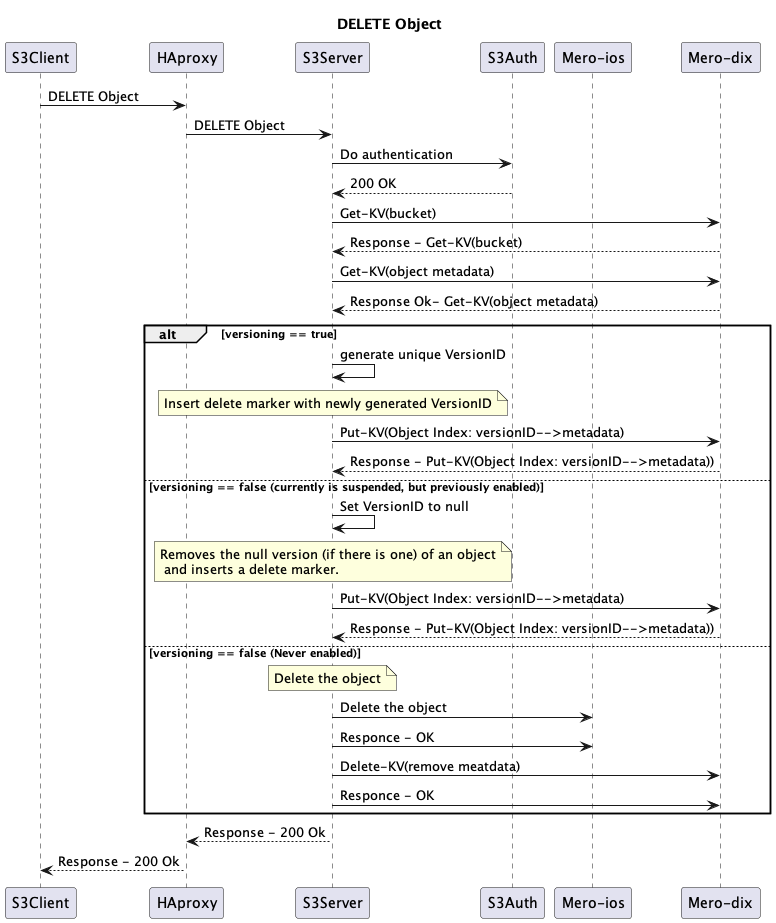 DELETE Object
S3Client HAproxy S3Server S3Auth Mero-ios Mero-dix
DELETE Object
DELETE Object
Do authentication
200 OK
Get-KV(bucket)
Response - Get-KV(bucket)
Get-KV(object metadata)
Response Ok- Get-KV(object metadata)
alt [versioning == true]
generate unique VersionID
Insert delete marker with newly generated VersionID
Put-KV(Object Index: versionID-->metadata)
Response - Put-KV(Object Index: versionID-->metadata))
[versioning == false (currently is suspended, but previously enabled)]
Set VersionID to null
Removes the null version (if there is one) of an object
and inserts a delete marker.
Put-KV(Object Index: versionID-->metadata)
Response - Put-KV(Object Index: versionID-->metadata))
[versioning == false (Never enabled)]
Delete the object
Delete the object
Responce - OK
Delete-KV(remove meatdata)
Responce - OK
Response - 200 Ok
Response - 200 Ok
S3Client HAproxy S3Server S3Auth Mero-ios Mero-dix